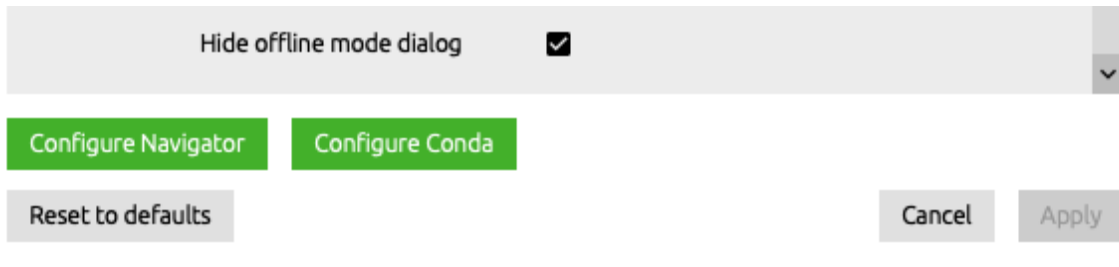 Hide offline mode dialog
Configure Navigator Configure Conda
Reset to defaults Cancel Apply